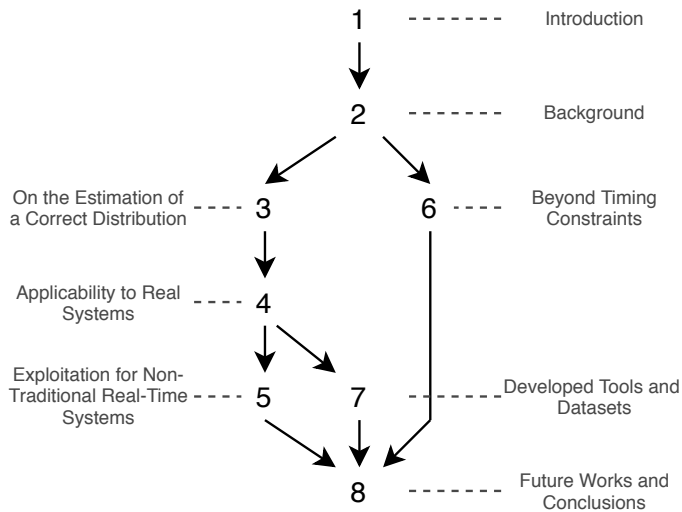 1
Introduction
2
Background
On the Estimation of
a Correct Distribution
3
6
Beyond Timing
Constraints
Applicability to Real
Systems
4
Exploitation for Non-
Traditional Real-Time
Systems
5
7
Developed Tools and
Datasets
8
Future Works and
Conclusions